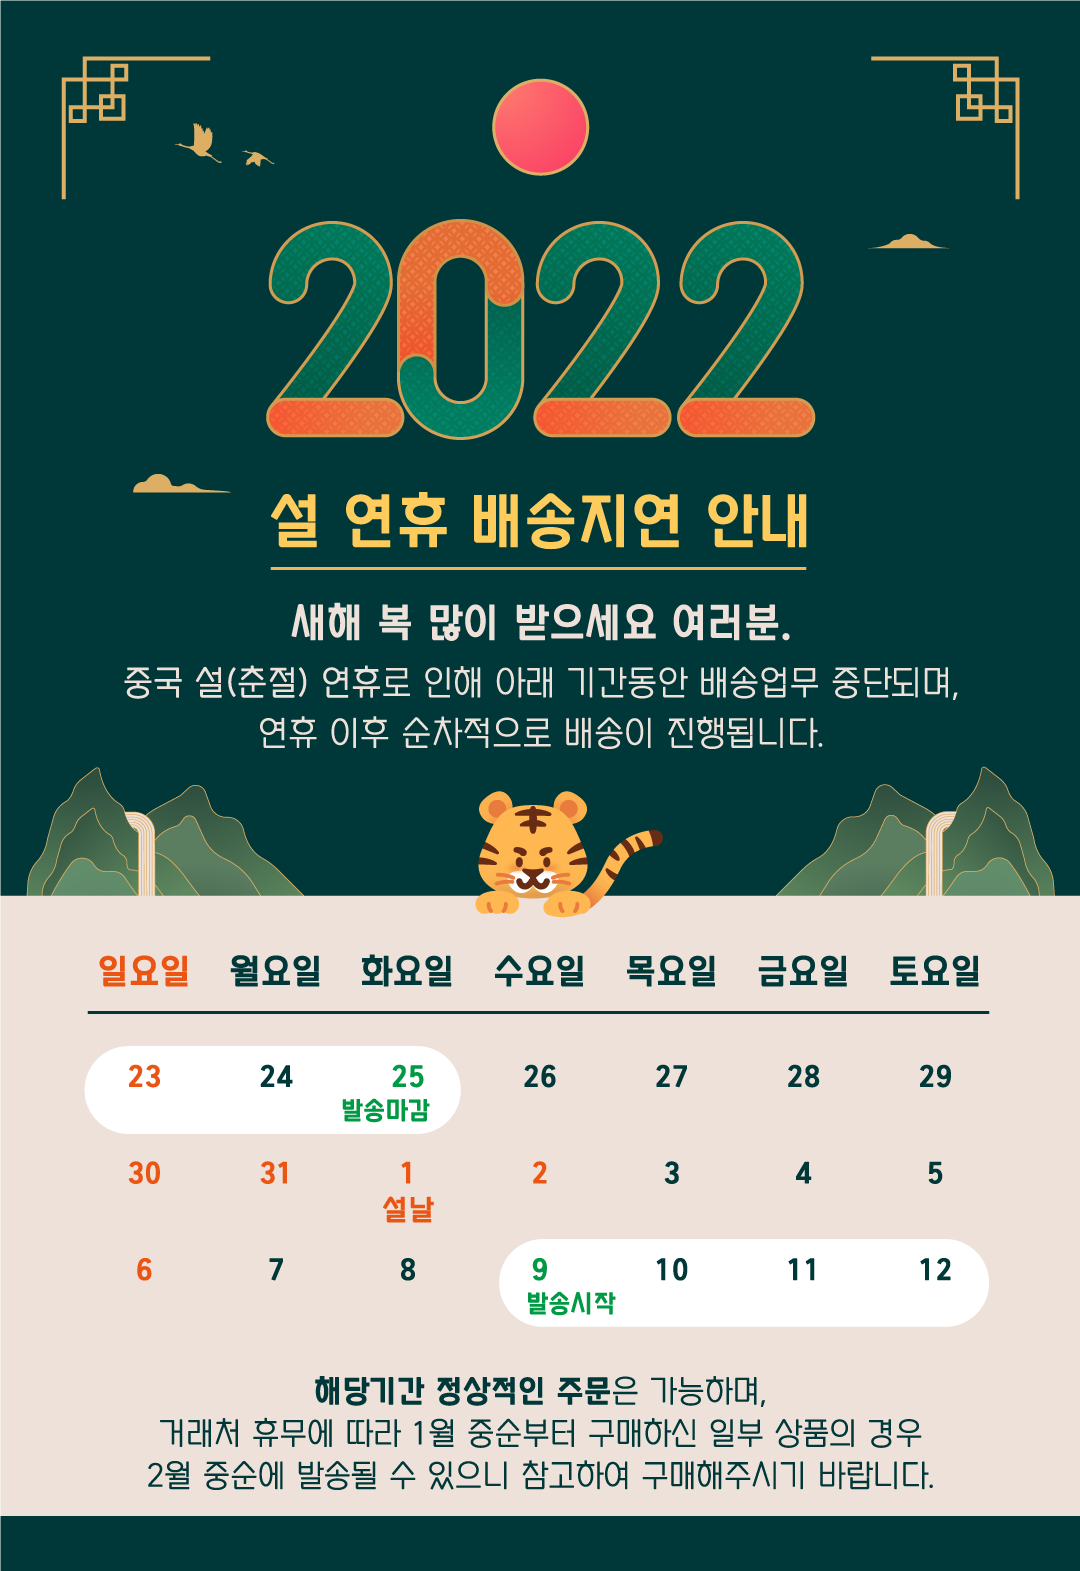 2022
설 연휴 배송지연 안내
새해 복 많이 받으세요 여러분.
중국 설(춘절) 연휴로 인해 아래 기간동안 배송업무 중단되며,
연휴 이후 순차적으로 배송이 진행됩니다.
일요일 월요일 화요일 수요일 목요일 금요일 토요일
23 24 25 26 27 28 29
발송마감
30 31 1 2 3 4 5
설날
6 7 8 9 10 11 12
발송시작
해당기간 정상적인 주문은 가능하며,
거래처 휴무에 따라 1월 중순부터 구매하신 일부 상품의 경우
2월 중순에 발송될 수 있으니 참고하여 구매해주시기 바랍니다.